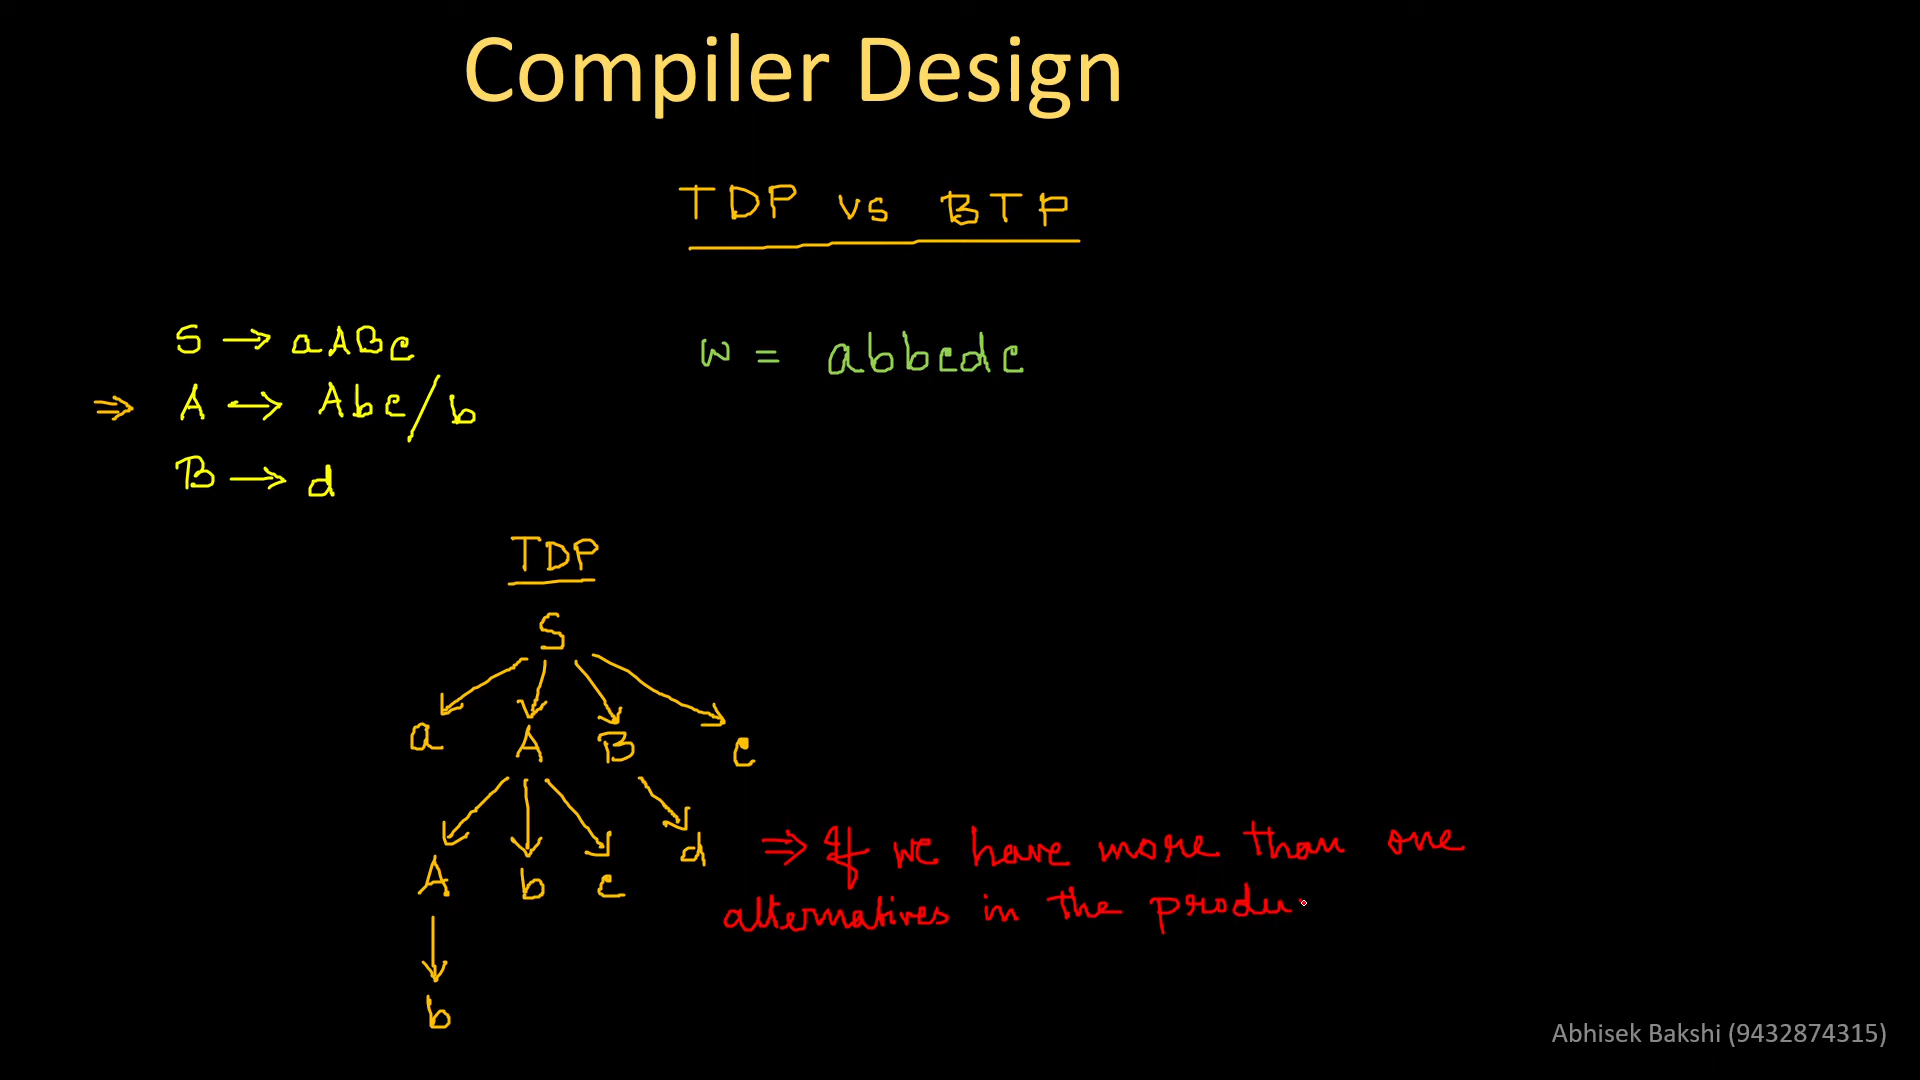 Compiler Design
TDP vs BTP
S → aABc
w = abbcdc
⇒ A → Abc/b
B → d
TDP
S
a A B c
A b c d
⇒ If we have more than one
alternatives in the produ
b
Abhisek Bakshi (9432874315)